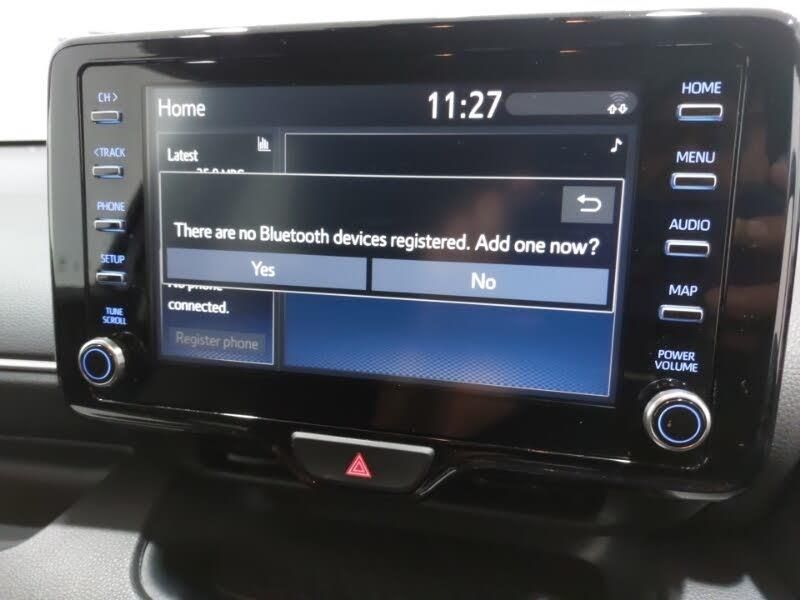 CH >
< TRACK
PHONE
SETUP
TUNE
SCROLL
Home
11:27
Latest
There are no Bluetooth devices registered. Add one now?
Yes
No
connected.
Register phone
HOME
MENU
AUDIO
MAP
POWER
VOLUME